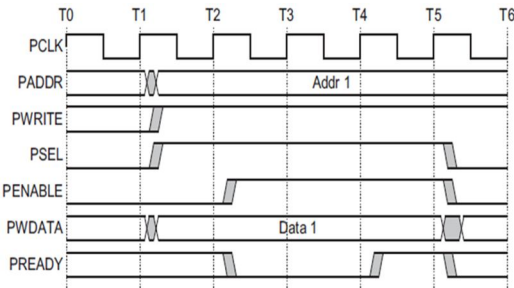 T0 T1 T2 T3 T4 T5 T6
PCLK
PADDR Addr 1
PWRITE
PSEL
PENABLE
PWDATA Data 1
PREADY